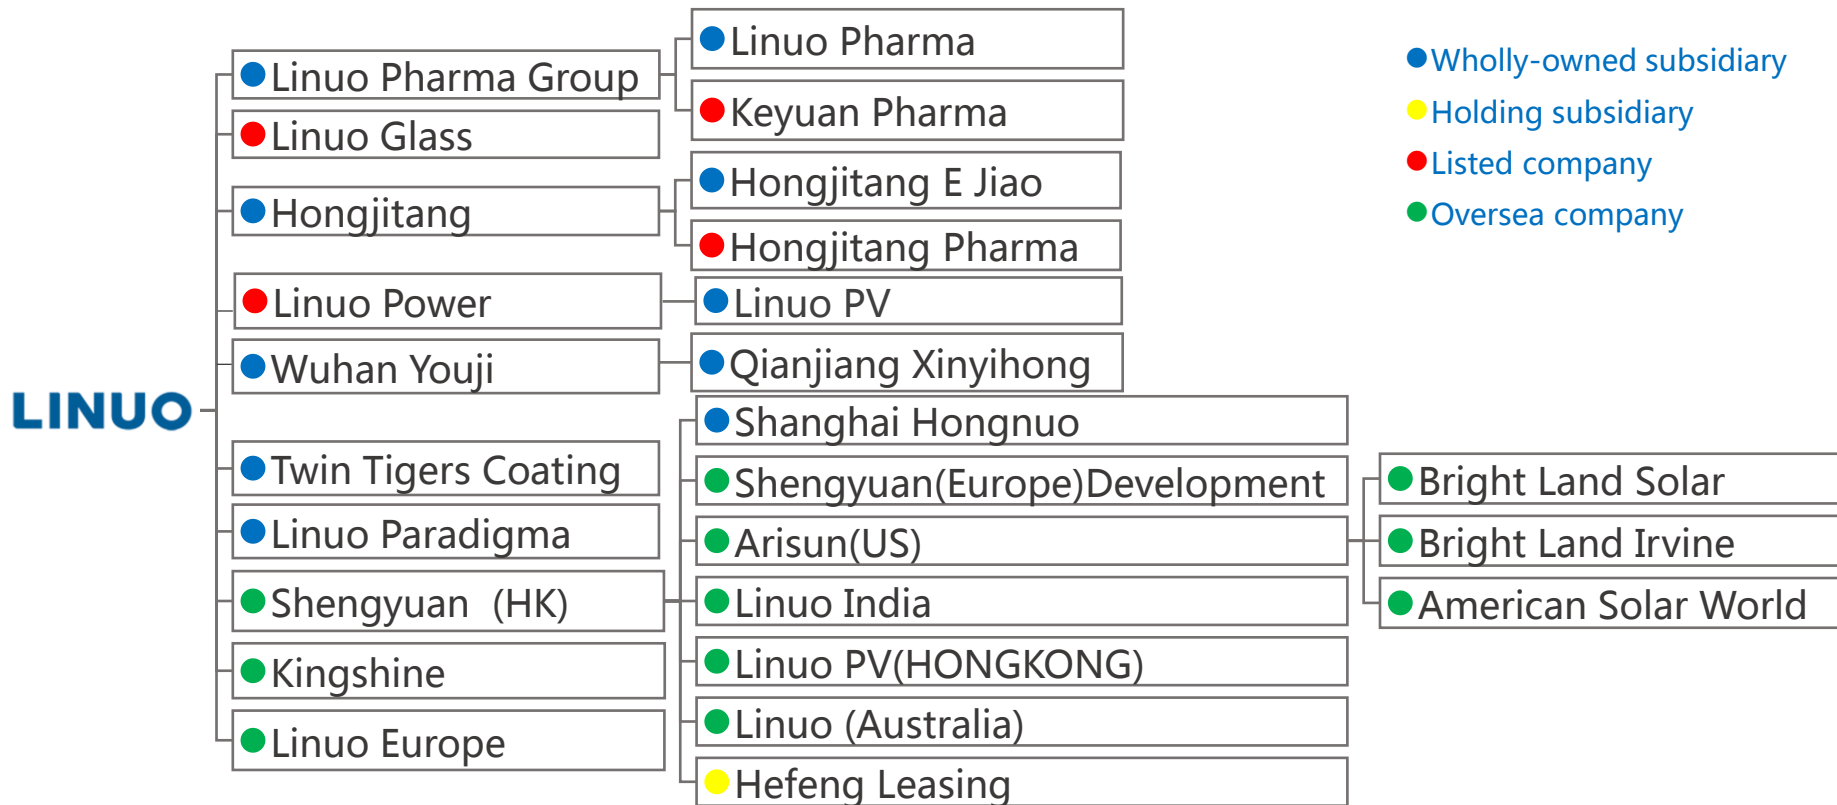 LINUO
Linuo Pharma Group
Linuo Glass
Hongjitang
Linuo Power
Wuhan Youji
Twin Tigers Coating
Linuo Paradigma
Shengyuan (HK)
Kingshine
Linuo Europe
Linuo Pharma
Keyuan Pharma
Hongjitang E Jiao
Hongjitang Pharma
Linuo PV
Qianjiang Xinyihong
Shanghai Hongnuo
Shengyuan(Europe)Development
Arisun(US)
Linuo India
Linuo PV(HONGKONG)
Linuo (Australia)
Hefeng Leasing
Bright Land Solar
Bright Land Irvine
American Solar World
Wholly-owned subsidiary
Holding subsidiary
Listed company
Oversea company